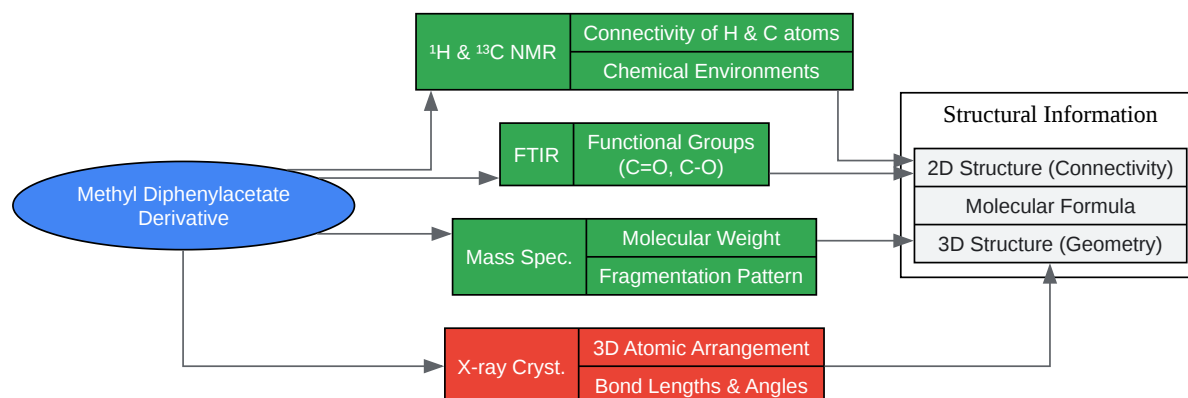 Methyl Diphenylacetate
Derivative
¹H & ¹³C NMR
Connectivity of H & C atoms
Chemical Environments
FTIR
Functional Groups
(C=O, C-O)
Mass Spec.
Molecular Weight
Fragmentation Pattern
X-ray Cryst.
3D Atomic Arrangement
Bond Lengths & Angles
Structural Information
2D Structure (Connectivity)
Molecular Formula
3D Structure (Geometry)